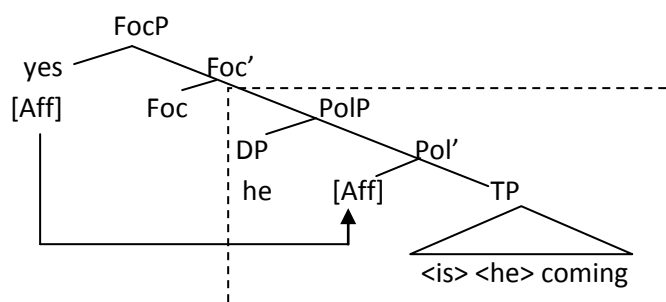 FocP
yes Foc’
[Aff] Foc PolP
DP Pol’
he [Aff] TP
<is> <he> coming